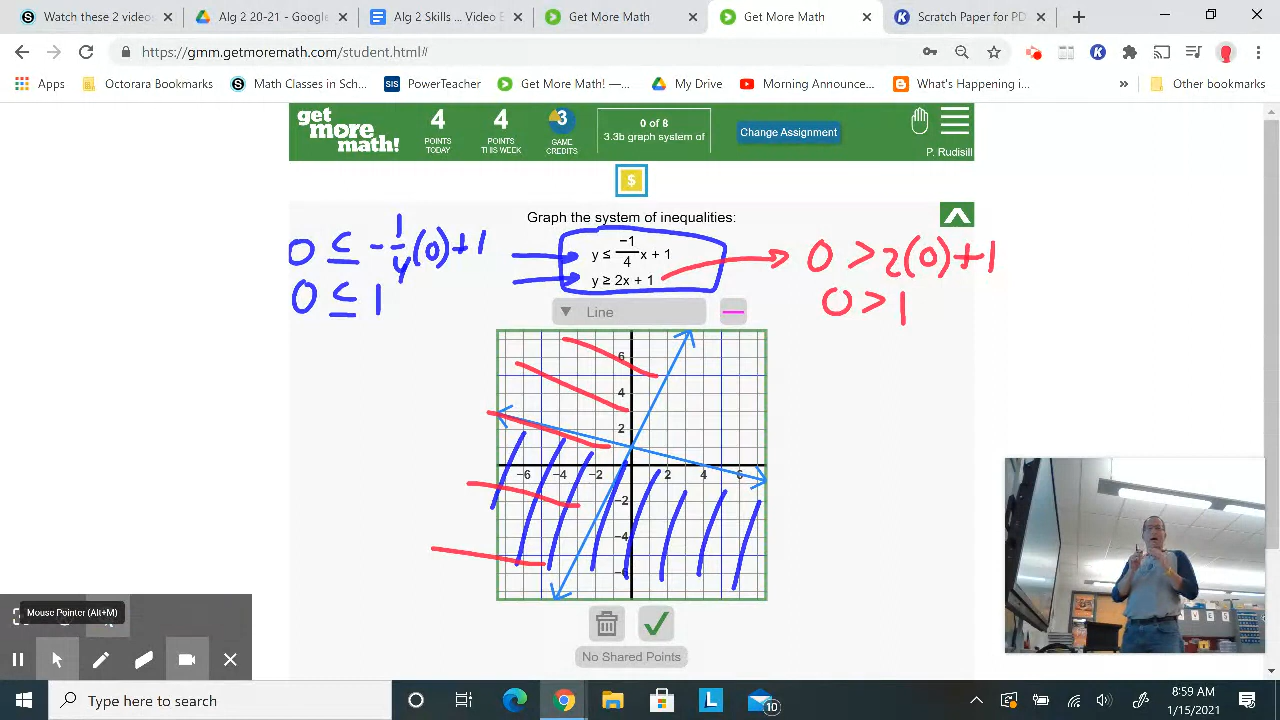 Watch these 2 videos
Alg 2 20-21 - Google
Alg 2 Skills ... Video E
Get More Math!
Get More Math!
Scratch Paper for PD
https://gmm.getmoremath.com/student.html#
Apps
Octorara Bookmarks
Math Classes in Sch...
SIS
PowerTeacher
Get More Math! —...
My Drive
Morning Announce...
What's Happening i...
»
Other bookmarks
get more math!
4 POINTS TODAY
4 POINTS THIS WEEK
3 GAME CREDITS
0 of 8
3.3b graph system of
Change Assignment
P. Rudisill
$
Graph the system of inequalities:
y ≤ -1/4 x + 1
y ≥ 2x + 1
0 ≤ -1/4(0)+1
0 ≤ 1
0 > 2(0)+1
0 > 1
Line
6
4
2
-6 -4 -2 2 4 6
-2
-4
-6
No Shared Points
Mouse Pointer (Alt+M)
Type here to search
L
10
8:59 AM
1/15/2021